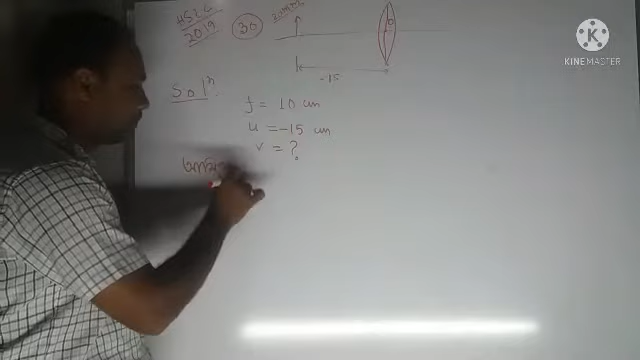 HSLC
2019
30
-15
Solⁿ:
f = 10 cm
u = -15 cm
v = ?
KINEMASTER